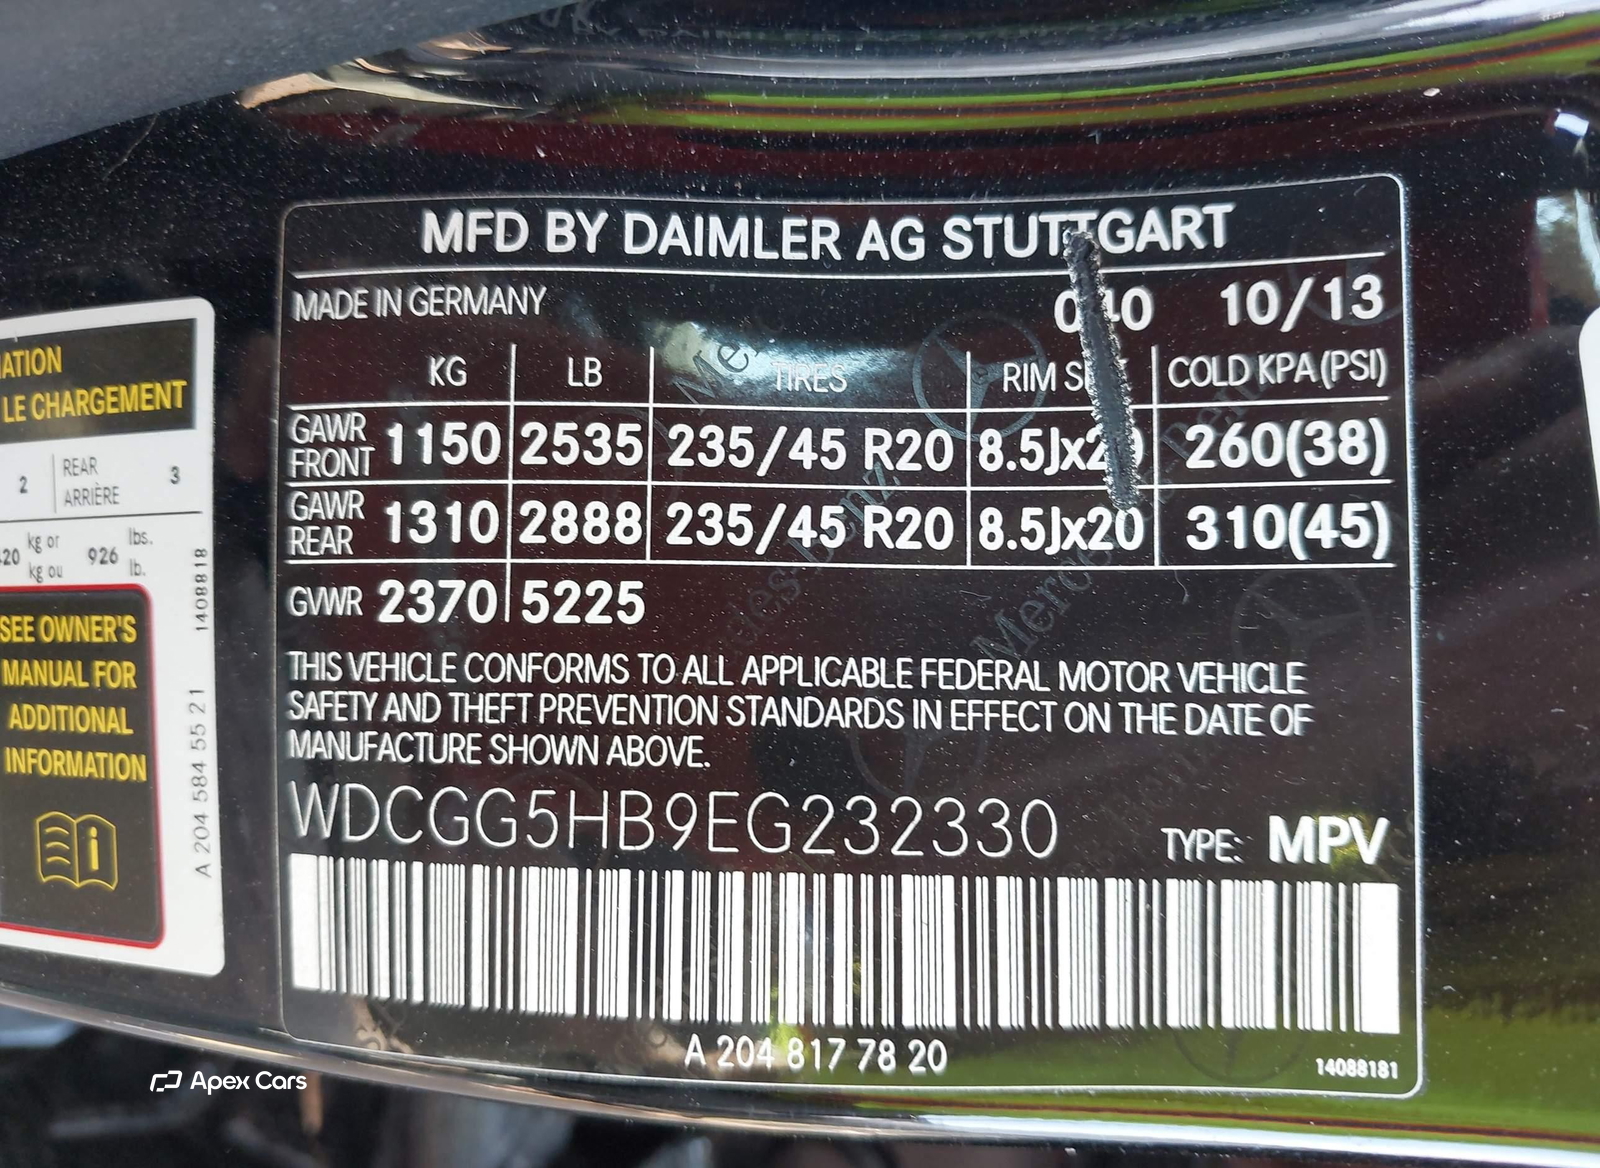 MATION
LE CHARGEMENT
2 REAR ARRIÈRE 3
kg or kg ou 926 lbs. lb.
SEE OWNER'S
MANUAL FOR
ADDITIONAL
INFORMATION
A 204 584 55 21 1408818
MFD BY DAIMLER AG STUTTGART
MADE IN GERMANY 040 10/13
KG LB TIRES RIM COLD KPA(PSI)
GAWR FRONT 1150 2535 235/45 R20 8.5Jx20 260(38)
GAWR REAR 1310 2888 235/45 R20 8.5Jx20 310(45)
GVWR 2370 5225
THIS VEHICLE CONFORMS TO ALL APPLICABLE FEDERAL MOTOR VEHICLE
SAFETY AND THEFT PREVENTION STANDARDS IN EFFECT ON THE DATE OF
MANUFACTURE SHOWN ABOVE.
WDCGG5HB9EG232330 TYPE: MPV
A 204 817 78 20
14088181
Apex Cars